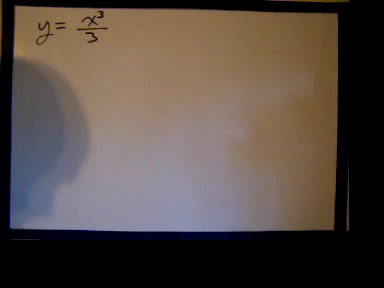 y = x³/3